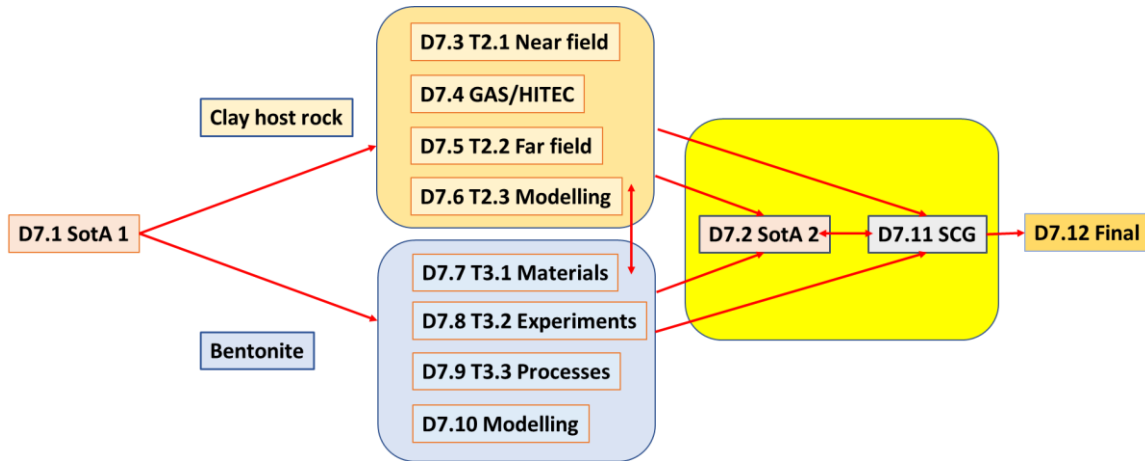 D7.1 SotA 1
Clay host rock
Bentonite
D7.3 T2.1 Near field
D7.4 GAS/HITEC
D7.5 T2.2 Far field
D7.6 T2.3 Modelling
D7.7 T3.1 Materials
D7.8 T3.2 Experiments
D7.9 T3.3 Processes
D7.10 Modelling
D7.2 SotA 2
D7.11 SCG
D7.12 Final